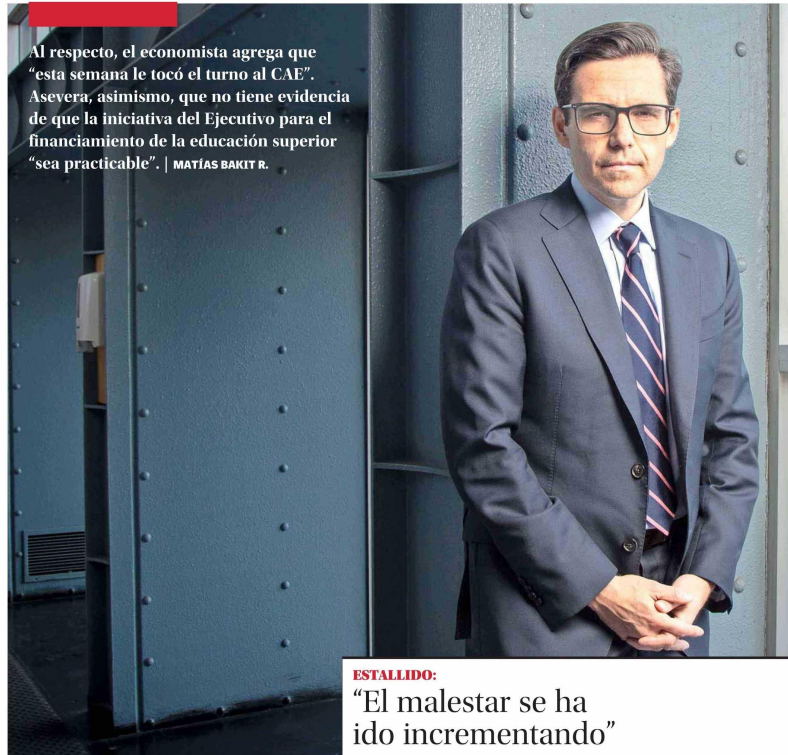 Al respecto, el economista agrega que
“esta semana le tocó el turno al CAE”.
Asevera, asimismo, que no tiene evidencia
de que la iniciativa del Ejecutivo para el
financiamiento de la educación superior
“sea practicable”. | MATÍAS BAKIT R.
ESTALLIDO:
“El malestar se ha
ido incrementando”